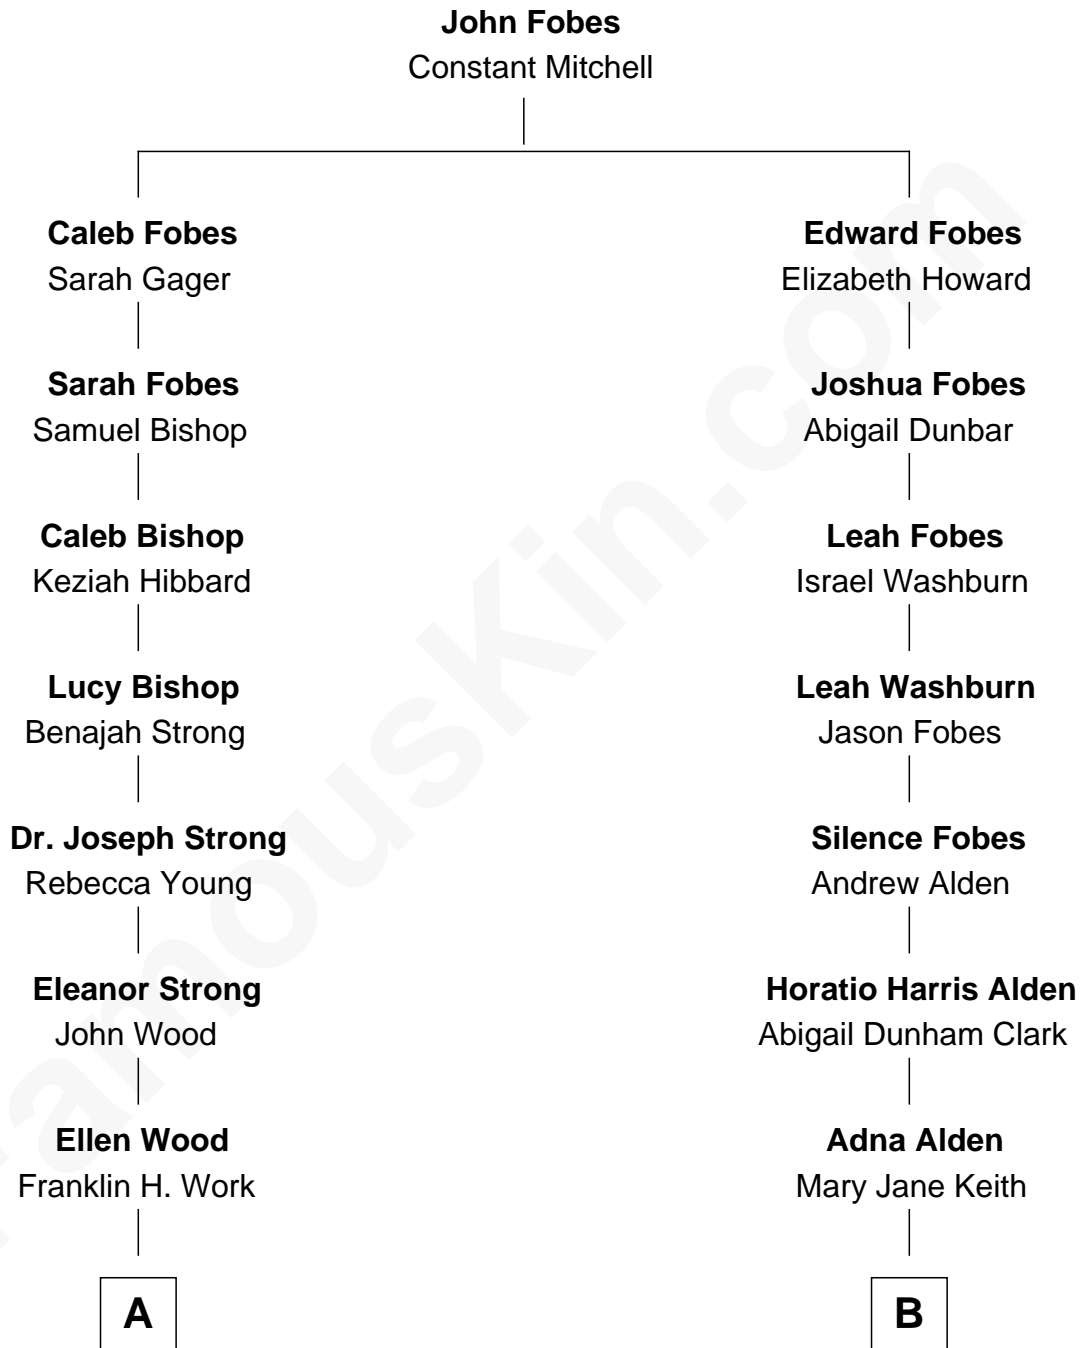 John Fobes
Constant Mitchell
Caleb Fobes
Sarah Gager
Edward Fobes
Elizabeth Howard
Sarah Fobes
Samuel Bishop
Joshua Fobes
Abigail Dunbar
Caleb Bishop
Keziah Hibbard
Leah Fobes
Israel Washburn
Lucy Bishop
Benajah Strong
Leah Washburn
Jason Fobes
Dr. Joseph Strong
Rebecca Young
Silence Fobes
Andrew Alden
Eleanor Strong
John Wood
Horatio Harris Alden
Abigail Dunham Clark
Ellen Wood
Franklin H. Work
Adna Alden
Mary Jane Keith
A
B
FamousKin.com